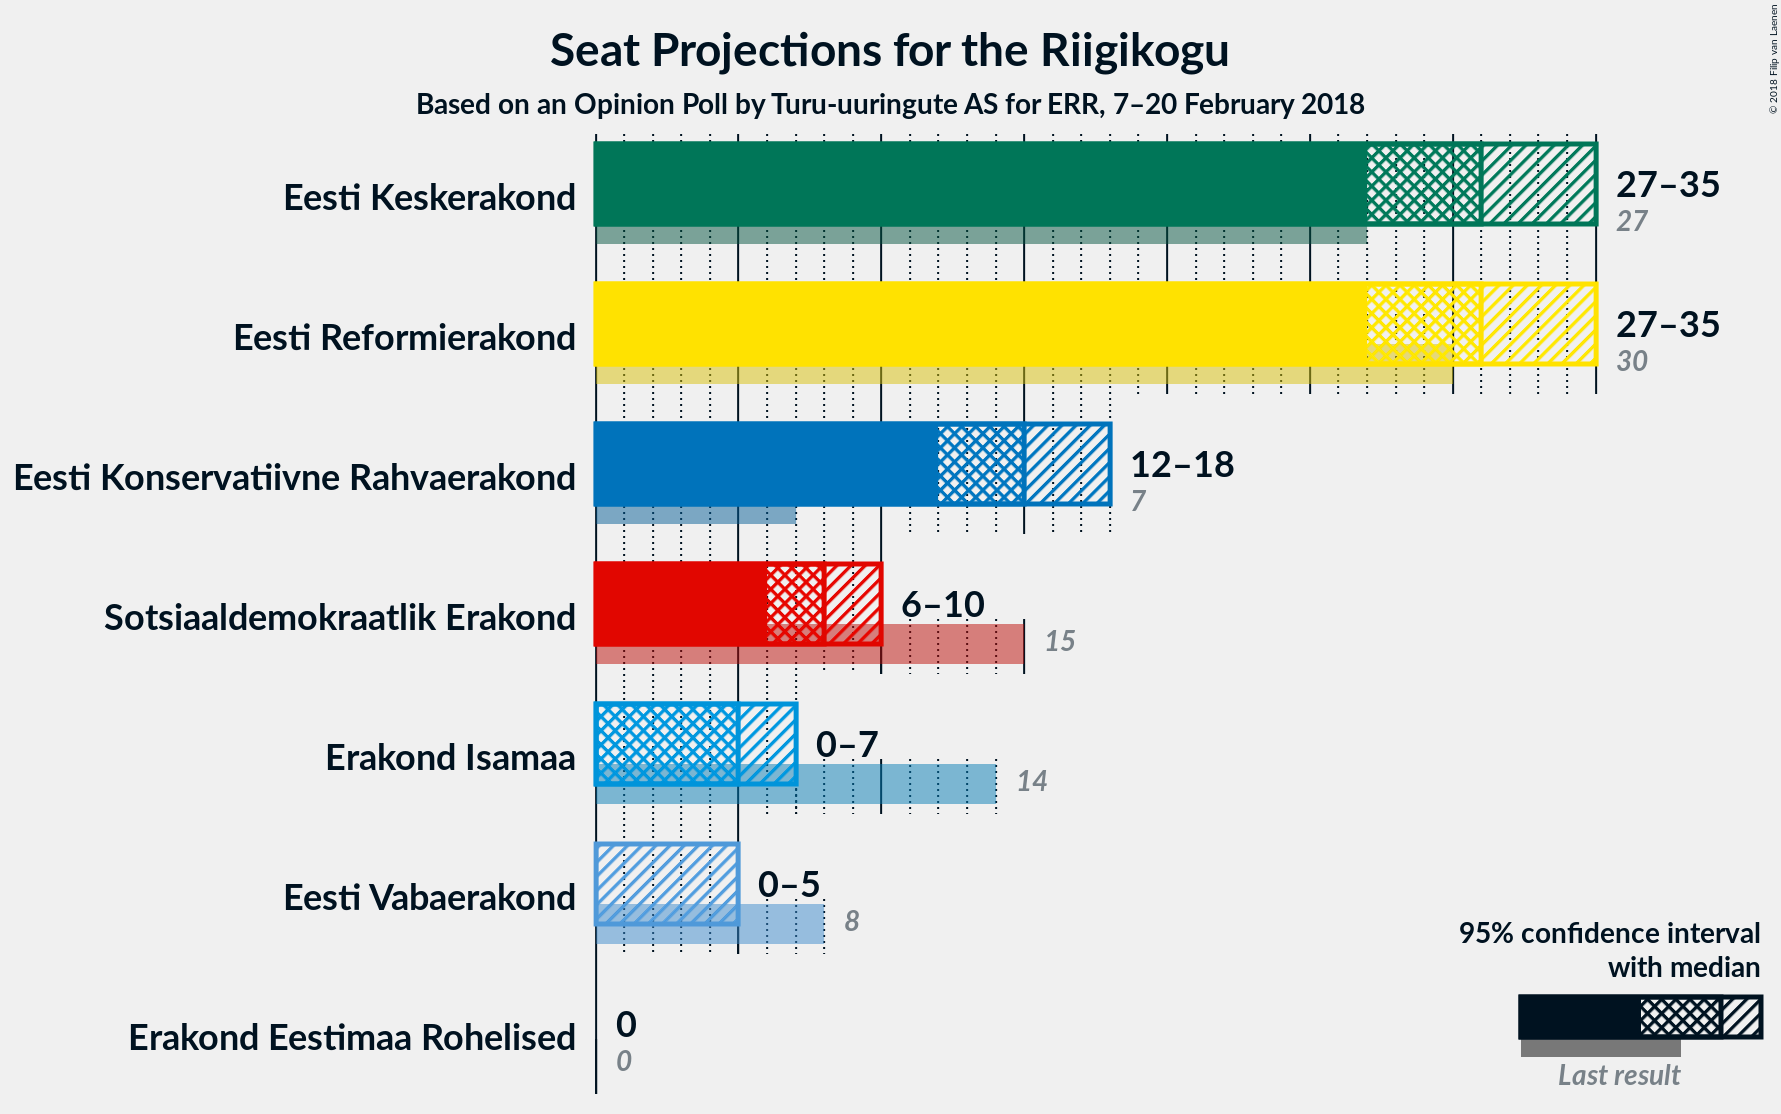 Seat Projections for the Riigikogu
Based on an Opinion Poll by Turu-uuringute AS for ERR, 7–20 February 2018
© 2018 Filip van Laenen
Eesti Keskerakond
27–35
27
Eesti Reformierakond
27–35
30
Eesti Konservatiivne Rahvaerakond
12–18
7
Sotsiaaldemokraatlik Erakond
6–10
15
Erakond Isamaa
0–7
14
Eesti Vabaerakond
0–5
8
Erakond Eestimaa Rohelised
0
0
95% confidence interval
with median
Last result